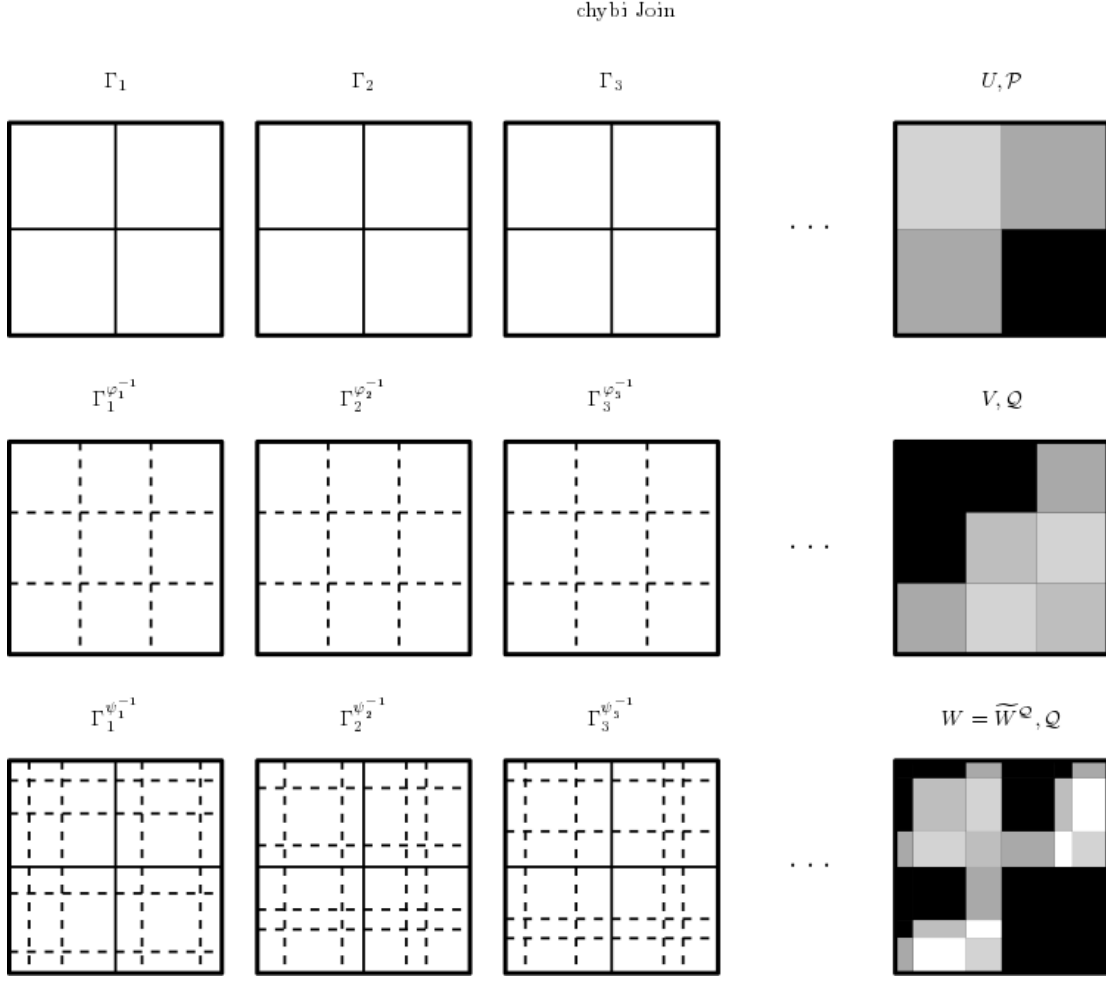 chybi Join
Γ₁ Γ₂ Γ₃ U, 𝒫
. . .
Γ₁^{φ₁⁻¹} Γ₂^{φ₂⁻¹} Γ₃^{φ₃⁻¹} V, 𝒬
. . .
Γ₁^{ψ₁⁻¹} Γ₂^{ψ₂⁻¹} Γ₃^{ψ₃⁻¹} W = W̃^𝒬, 𝒬
. . .